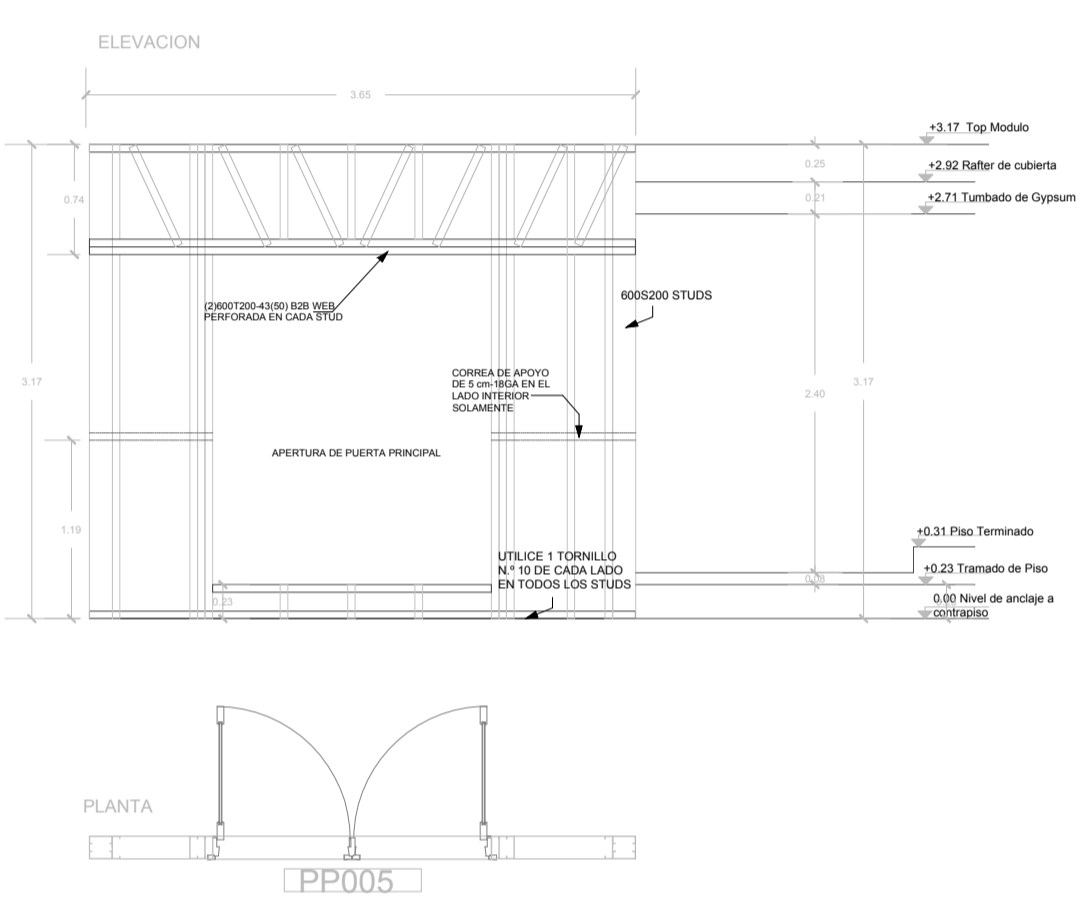 ELEVACION
3.65
+3.17 Top Modulo
0.25
+2.92 Rafter de cubierta
0.74
0.21
+2.71 Tumbado de Gypsum
600S200 STUDS
(2)600T200-43(50) B2B WEB
PERFORADA EN CADA STUD
CORREA DE APOYO
DE 5 cm-18GA EN EL
LADO INTERIOR
SOLAMENTE
3.17
2.40
3.17
APERTURA DE PUERTA PRINCIPAL
1.19
+0.31 Piso Terminado
UTILICE 1 TORNILLO
N.º 10 DE CADA LADO
EN TODOS LOS STUDS
+0.23 Tramado de Piso
0.08
0.23
0.00 Nivel de anclaje a
contrapiso
PLANTA
PP005